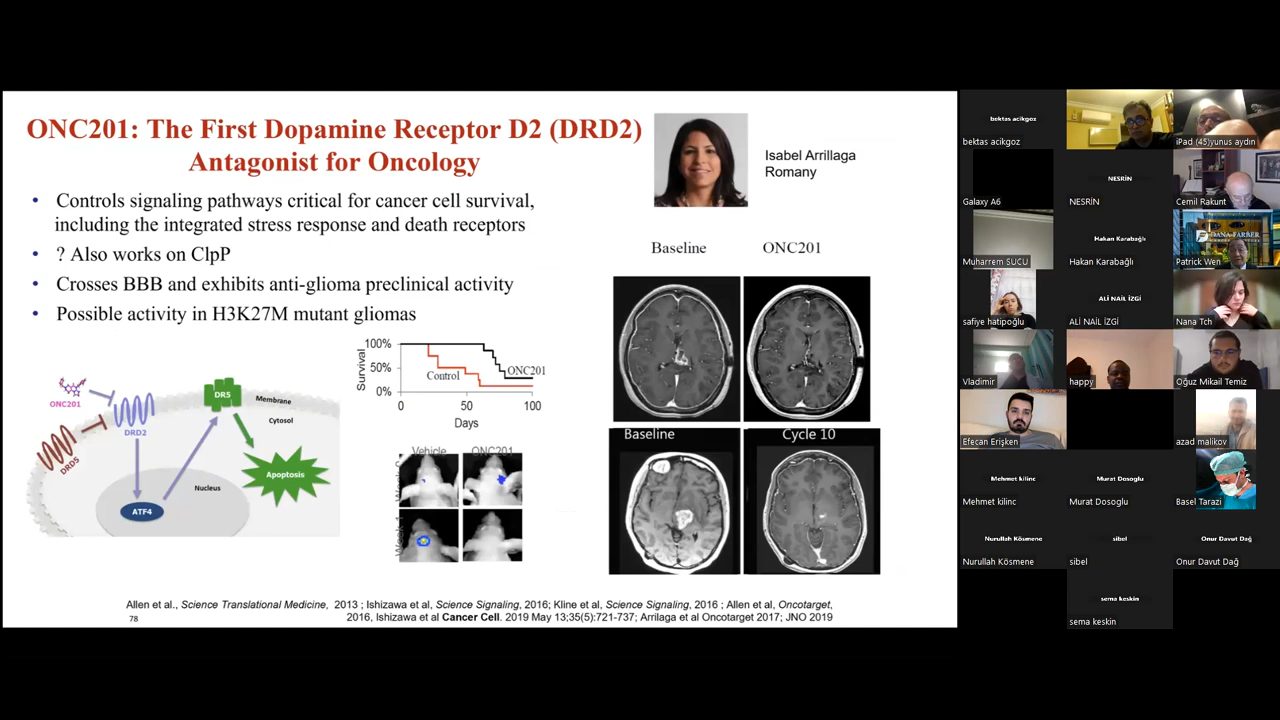 ONC201: The First Dopamine Receptor D2 (DRD2)
Antagonist for Oncology
• Controls signaling pathways critical for cancer cell survival,
including the integrated stress response and death receptors
• ? Also works on ClpP
• Crosses BBB and exhibits anti-glioma preclinical activity
• Possible activity in H3K27M mutant gliomas
Isabel Arrillaga
Romany
Baseline
ONC201
Baseline
Cycle 10
Survival
100%
50%
0%
Control
ONC201
0
50
100
Days
Vehicle
ONC201
ONC201
DRD2
DRD5
DR5
Membrane
Cytosol
Apoptosis
Nucleus
ATF4
Allen et al., Science Translational Medicine, 2013 ; Ishizawa et al, Science Signaling, 2016; Kline et al, Science Signaling, 2016 ; Allen et al, Oncotarget,
2016, Ishizawa et al Cancer Cell. 2019 May 13;35(5):721-737; Arrilaga et al Oncotarget 2017; JNO 2019
78
bektas acikgoz
bektas acikgoz
iPad (45)yunus aydın
Galaxy A6
NESRİN
NESRİN
Cemil Rakunt
Muharrem SUCU
Hakan Karabağlı
Hakan Karabağlı
DANA-FARBER
Patrick Wen
safiye hatipoğlu
ALİ NAİL İZGİ
ALİ NAİL İZGİ
Nana Tch
Vladimir
happy
Oğuz Mikail Temiz
Efecan Erişken
azad malikov
Mehmet kilinc
Mehmet kilinc
Murat Dosoglu
Murat Dosoglu
Basel Tarazi
Nurullah Kösmene
Nurullah Kösmene
sibel
sibel
Onur Davut Dağ
Onur Davut Dağ
sema keskin
sema keskin